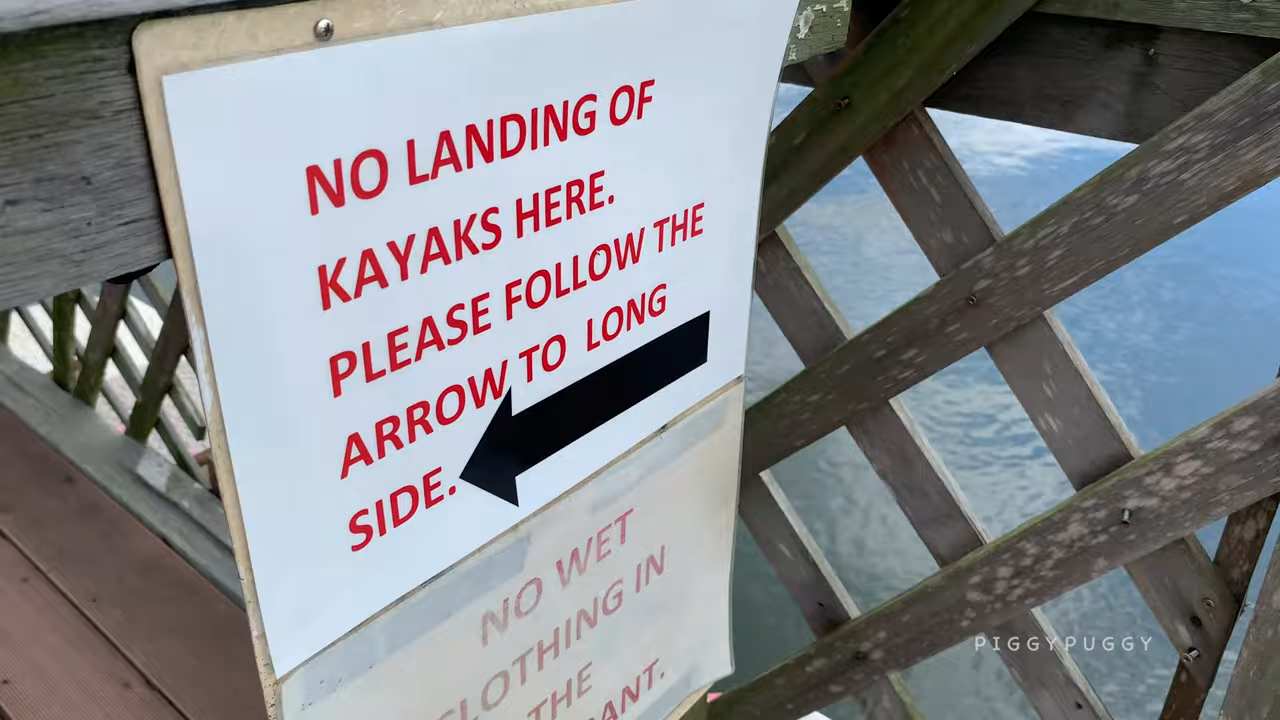 NO LANDING OF
KAYAKS HERE.
PLEASE FOLLOW THE
ARROW TO LONG
SIDE.
NO WET
CLOTHING IN
THE
PIGGYPUGGY